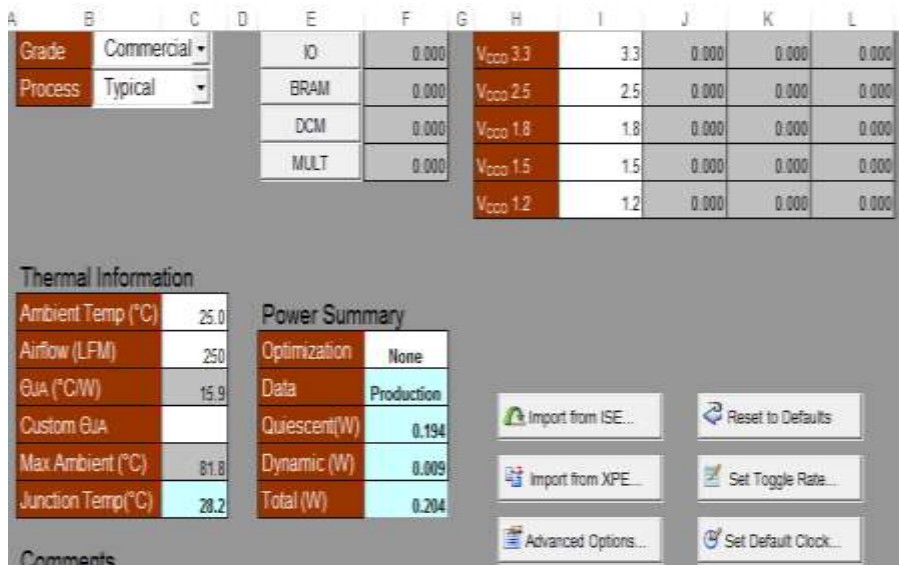 A B C D E F G H I J K L
Grade Commercial IO 0.000 VCCO 3.3 3.3 0.000 0.000 0.000
Process Typical BRAM 0.000 VCCO 2.5 2.5 0.000 0.000 0.000
DCM 0.000 VCCO 1.8 1.8 0.000 0.000 0.000
MULT 0.000 VCCO 1.5 1.5 0.000 0.000 0.000
VCCO 1.2 1.2 0.000 0.000 0.000
Thermal Information
Ambient Temp (°C) 25.0
Airflow (LFM) 250
ΘJA (°C/W) 15.9
Custom ΘJA
Max Ambient (°C) 81.8
Junction Temp(°C) 28.2
Power Summary
Optimization None
Data Production
Quiescent(W) 0.194
Dynamic (W) 0.009
Total (W) 0.204
Import from ISE... Reset to Defaults
Import from XPE... Set Toggle Rate...
Advanced Options... Set Default Clock...
Comments